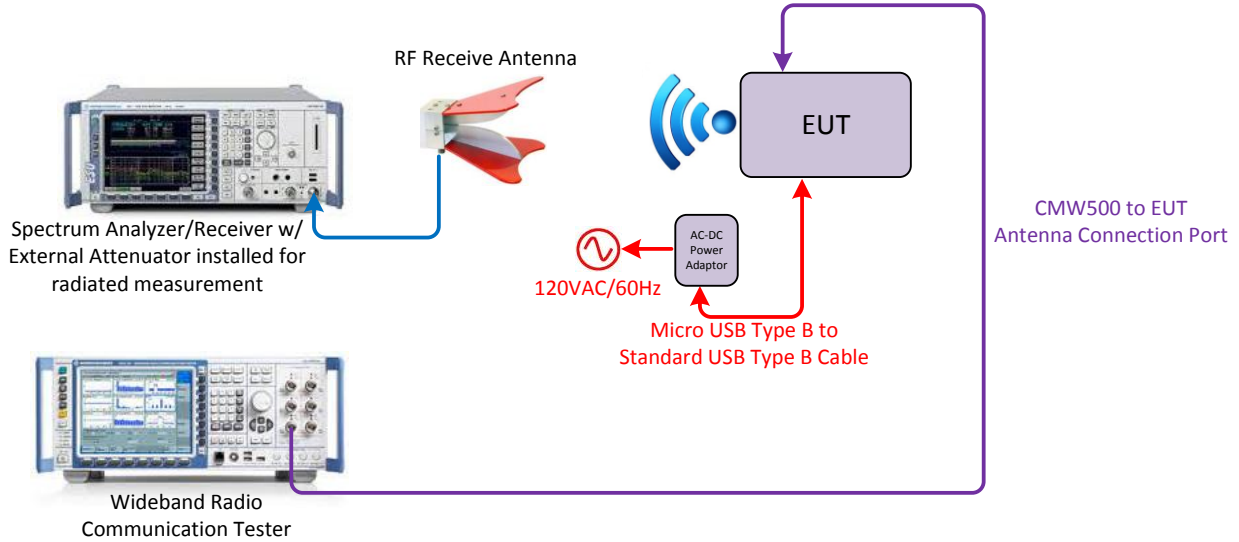 RF Receive Antenna
EUT
Spectrum Analyzer/Receiver w/
External Attenuator installed for
radiated measurement
AC-DC
Power
Adaptor
120VAC/60Hz
CMW500 to EUT
Antenna Connection Port
Micro USB Type B to
Standard USB Type B Cable
Wideband Radio
Communication Tester